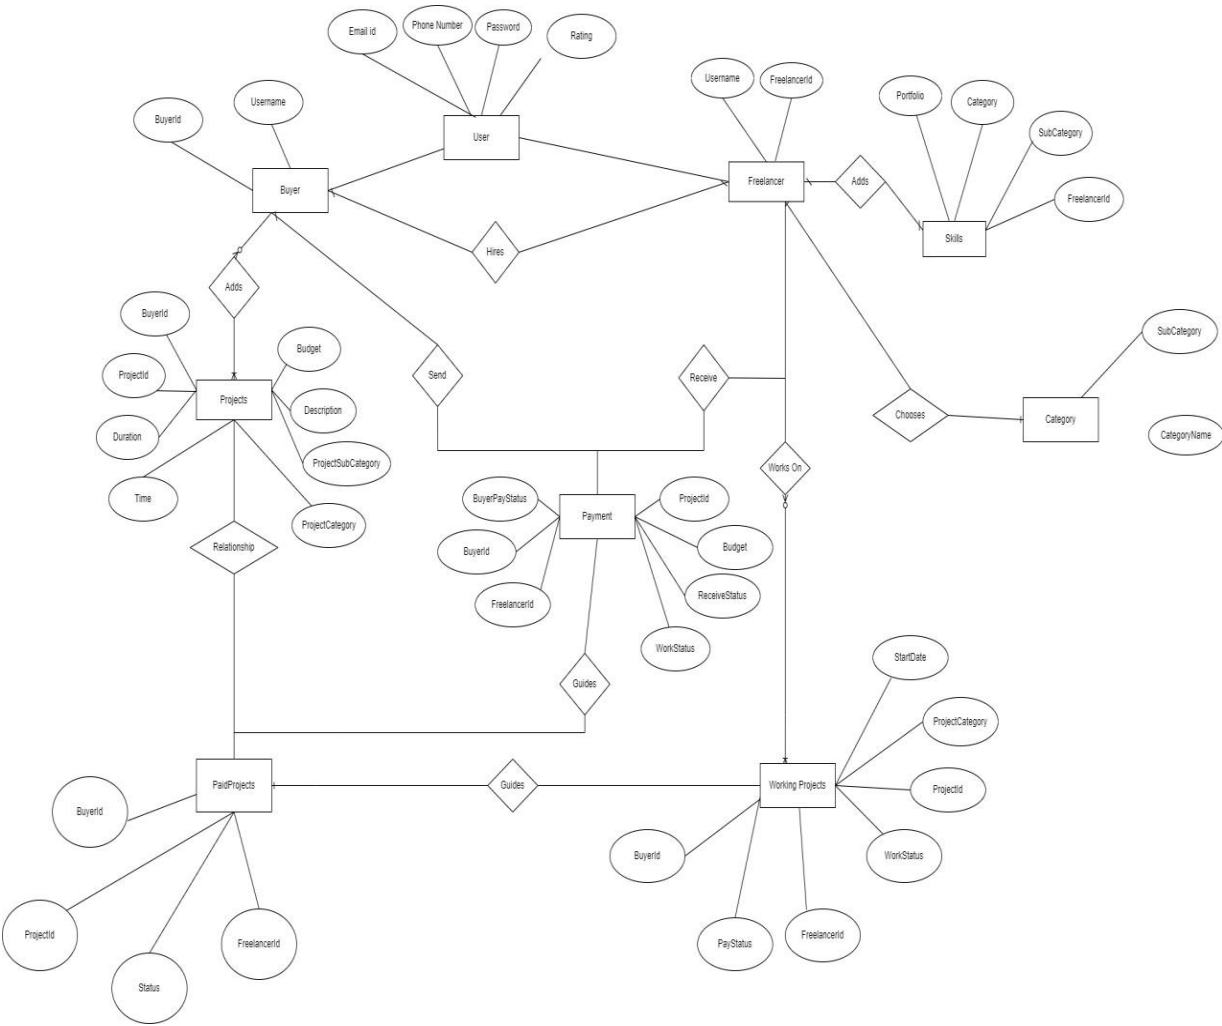 Email id
Phone Number
Password
Rating
Username
BuyerId
User
Buyer
Username
FreelancerId
Freelancer
Portfolio
Category
SubCategory
FreelancerId
Adds
Skills
Hires
Adds
BuyerId
ProjectId
Duration
Time
Projects
Budget
Description
ProjectSubCategory
ProjectCategory
Send
Receive
Chooses
Category
SubCategory
CategoryName
Works On
Relationship
BuyerPayStatus
BuyerId
FreelancerId
Payment
ProjectId
Budget
ReceiveStatus
WorkStatus
Guides
StartDate
ProjectCategory
ProjectId
WorkStatus
PaidProjects
Guides
Working Projects
BuyerId
ProjectId
Status
FreelancerId
BuyerId
PayStatus
FreelancerId